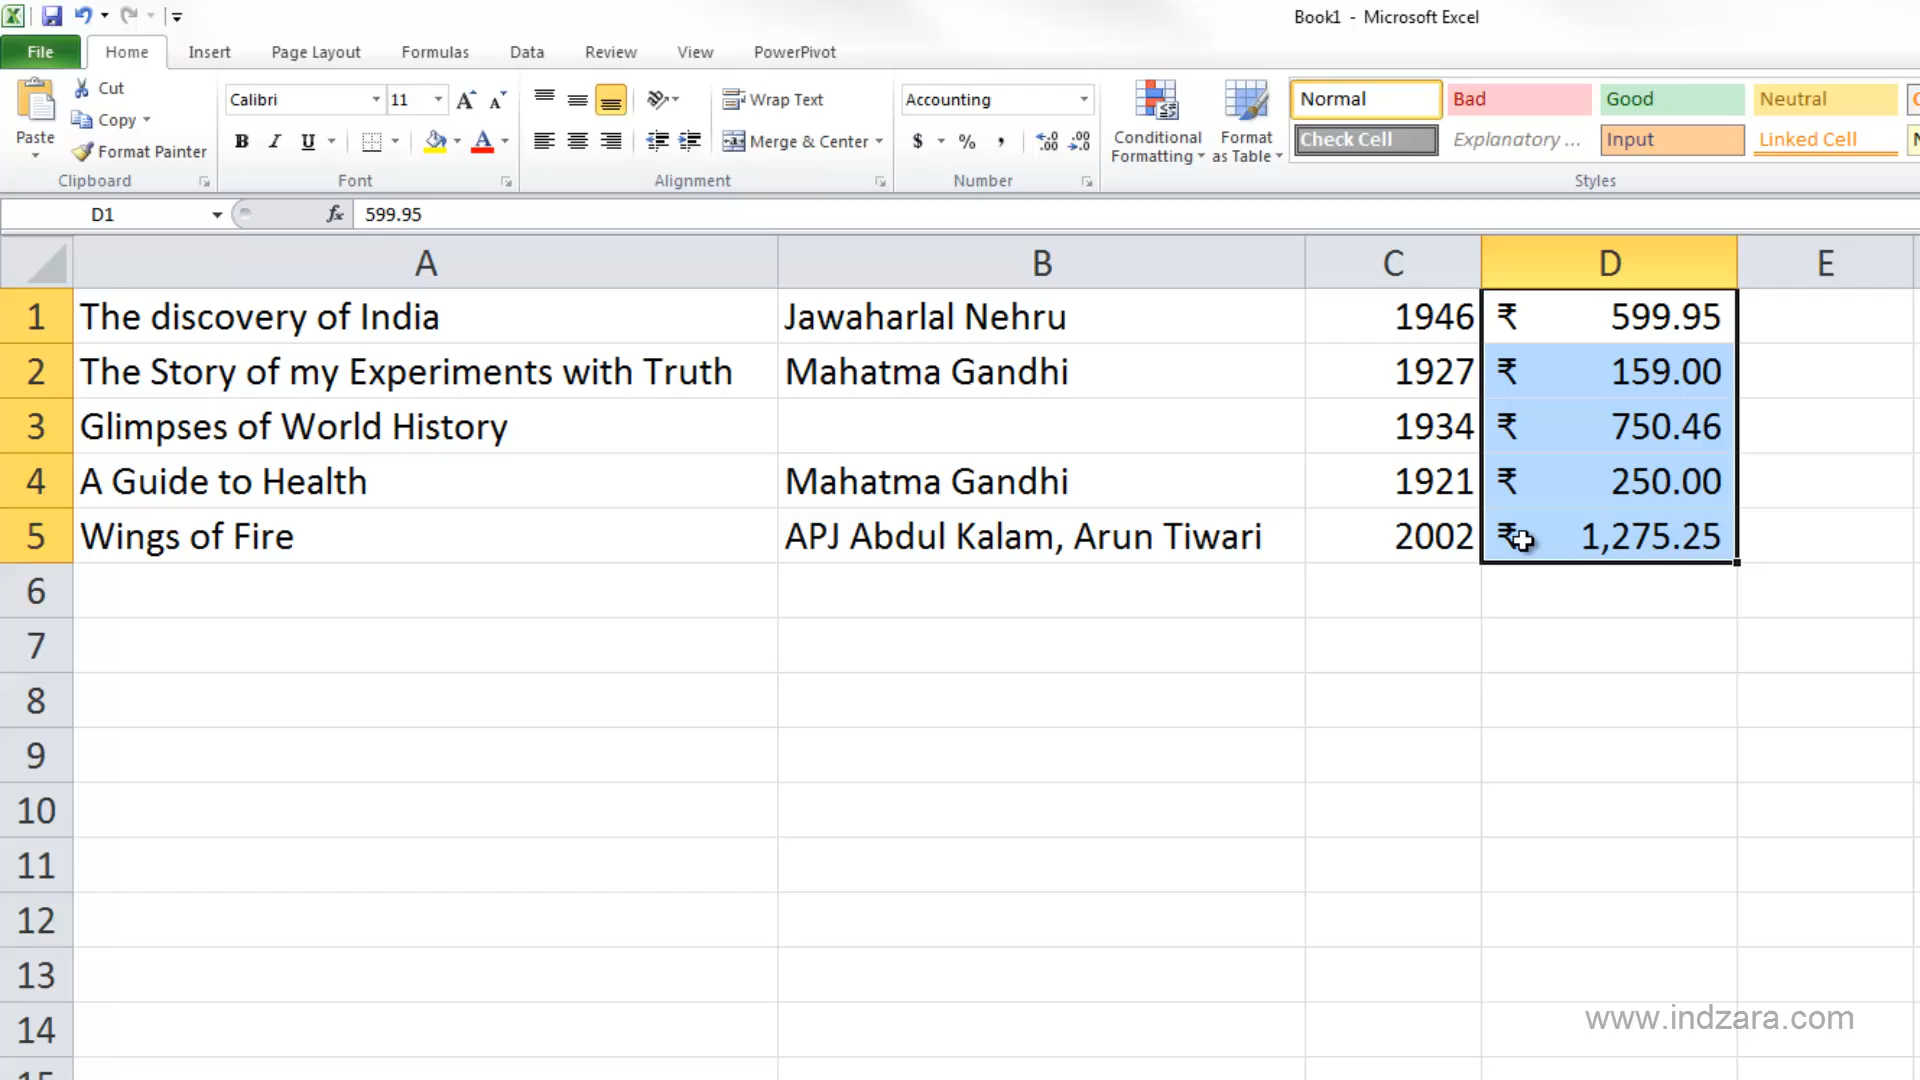 Book1 - Microsoft Excel
File Home Insert Page Layout Formulas Data Review View PowerPivot
Paste
Cut
Copy
Format Painter
Clipboard
Calibri 11
A A
B I U
A
Font
Wrap Text
Merge & Center
Alignment
Accounting
$ % ,
Number
Conditional
Formatting
Format
as Table
Normal Bad Good Neutral
Check Cell Explanatory ... Input Linked Cell
Styles
D1 fx 599.95
A B C D E
1 The discovery of India Jawaharlal Nehru 1946 ₹ 599.95
2 The Story of my Experiments with Truth Mahatma Gandhi 1927 ₹ 159.00
3 Glimpses of World History 1934 ₹ 750.46
4 A Guide to Health Mahatma Gandhi 1921 ₹ 250.00
5 Wings of Fire APJ Abdul Kalam, Arun Tiwari 2002 ₹ 1,275.25
6
7
8
9
10
11
12
13
14
www.indzara.com
15